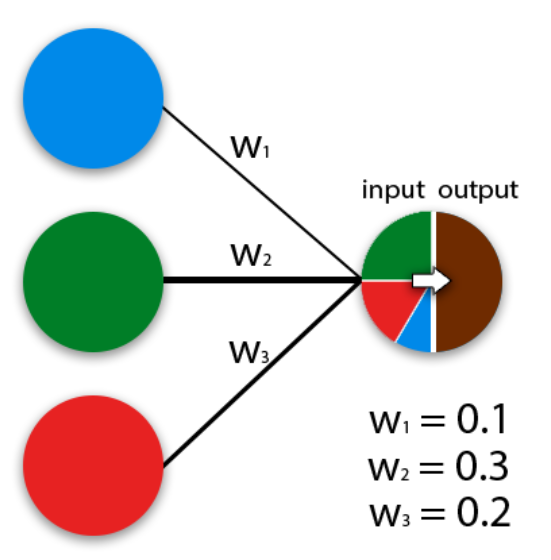 W₁
input output
W₂
W₃
W₁ = 0.1
W₂ = 0.3
W₃ = 0.2